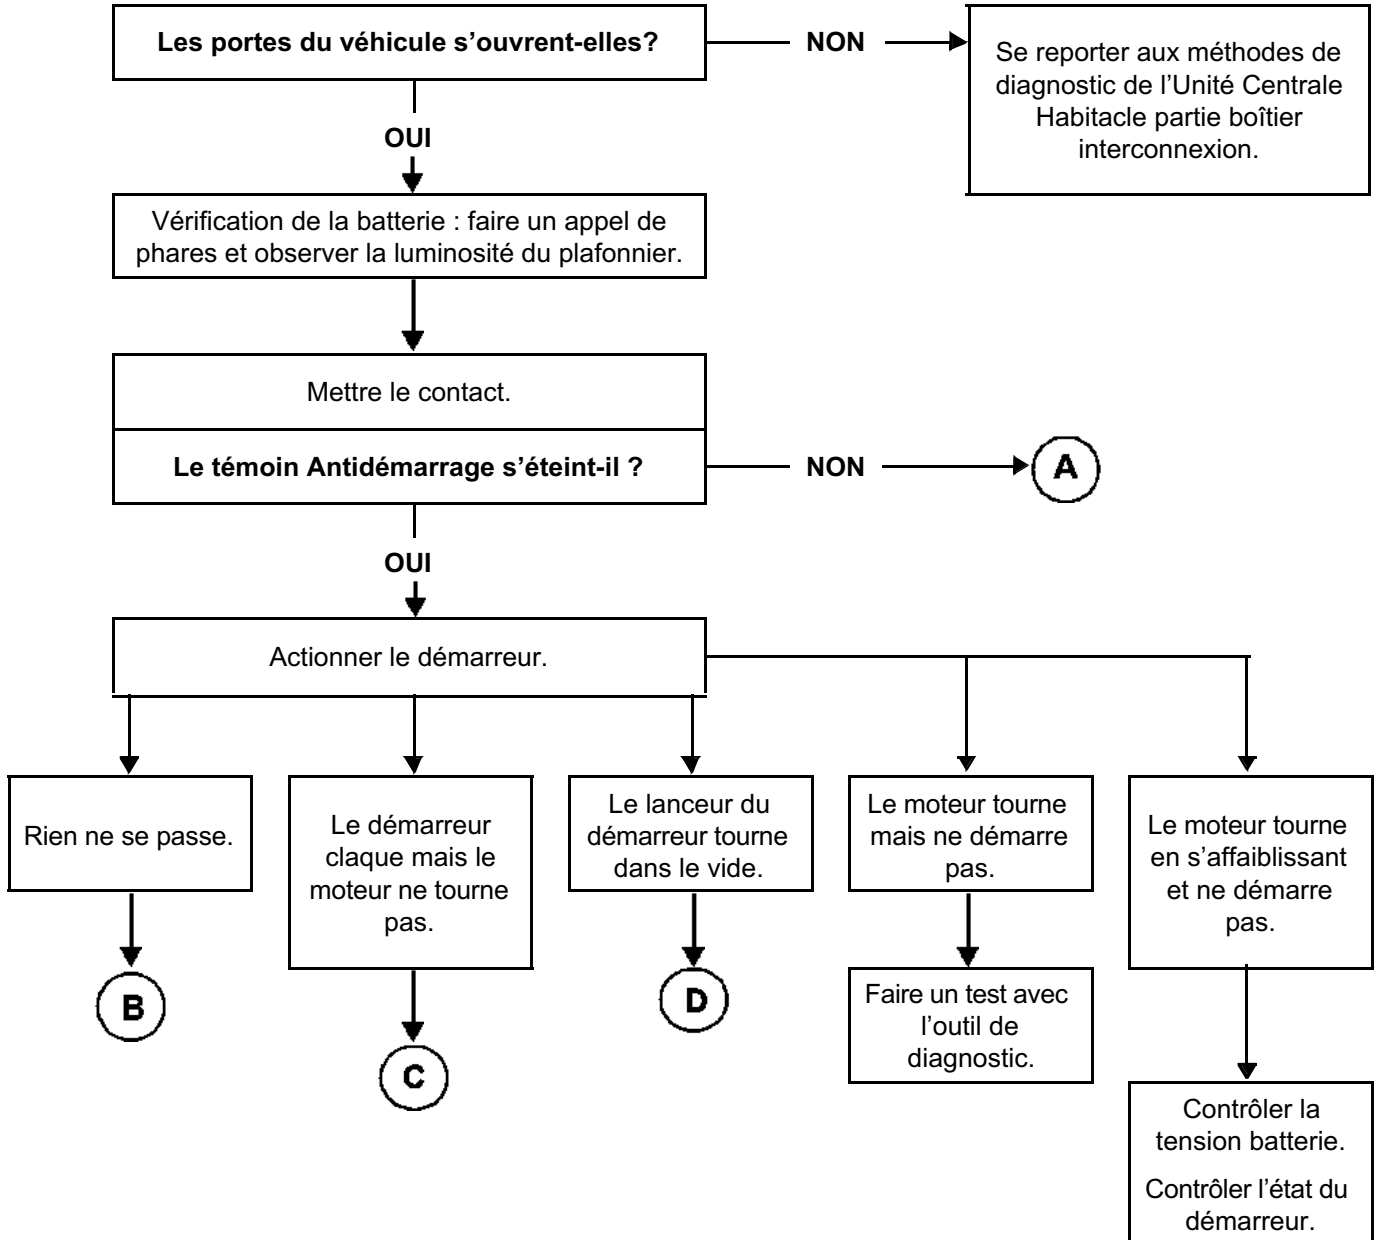 Les portes du véhicule s’ouvrent-elles?
NON
Se reporter aux méthodes de
diagnostic de l’Unité Centrale
Habitacle partie boîtier
interconnexion.
OUI
Vérification de la batterie : faire un appel de
phares et observer la luminosité du plafonnier.
Mettre le contact.
Le témoin Antidémarrage s’éteint-il ?
NON
A
OUI
Actionner le démarreur.
Rien ne se passe.
B
Le démarreur
claque mais le
moteur ne tourne
pas.
C
Le lanceur du
démarreur tourne
dans le vide.
D
Le moteur tourne
mais ne démarre
pas.
Faire un test avec
l’outil de
diagnostic.
Le moteur tourne
en s’affaiblissant
et ne démarre
pas.
Contrôler la
tension batterie.
Contrôler l’état du
démarreur.